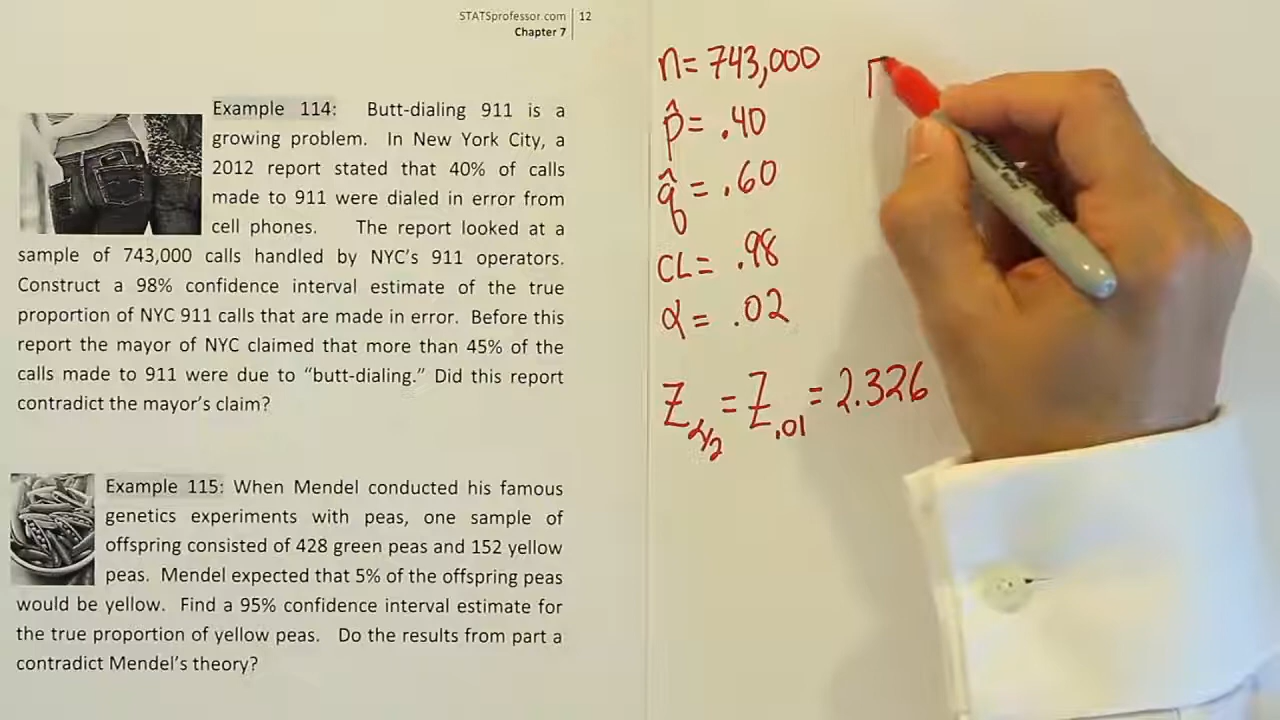 STATSprofessor.com 12
Chapter 7
Example 114: Butt-dialing 911 is a
growing problem. In New York City, a
2012 report stated that 40% of calls
made to 911 were dialed in error from
cell phones. The report looked at a
sample of 743,000 calls handled by NYC's 911 operators.
Construct a 98% confidence interval estimate of the true
proportion of NYC 911 calls that are made in error. Before this
report the mayor of NYC claimed that more than 45% of the
calls made to 911 were due to "butt-dialing." Did this report
contradict the mayor's claim?
Example 115: When Mendel conducted his famous
genetics experiments with peas, one sample of
offspring consisted of 428 green peas and 152 yellow
peas. Mendel expected that 5% of the offspring peas
would be yellow. Find a 95% confidence interval estimate for
the true proportion of yellow peas. Do the results from part a
contradict Mendel's theory?
n= 743,000
p̂= .40
q̂ = .60
CL= .98
α = .02
Z α/2 = Z .01 = 2.326